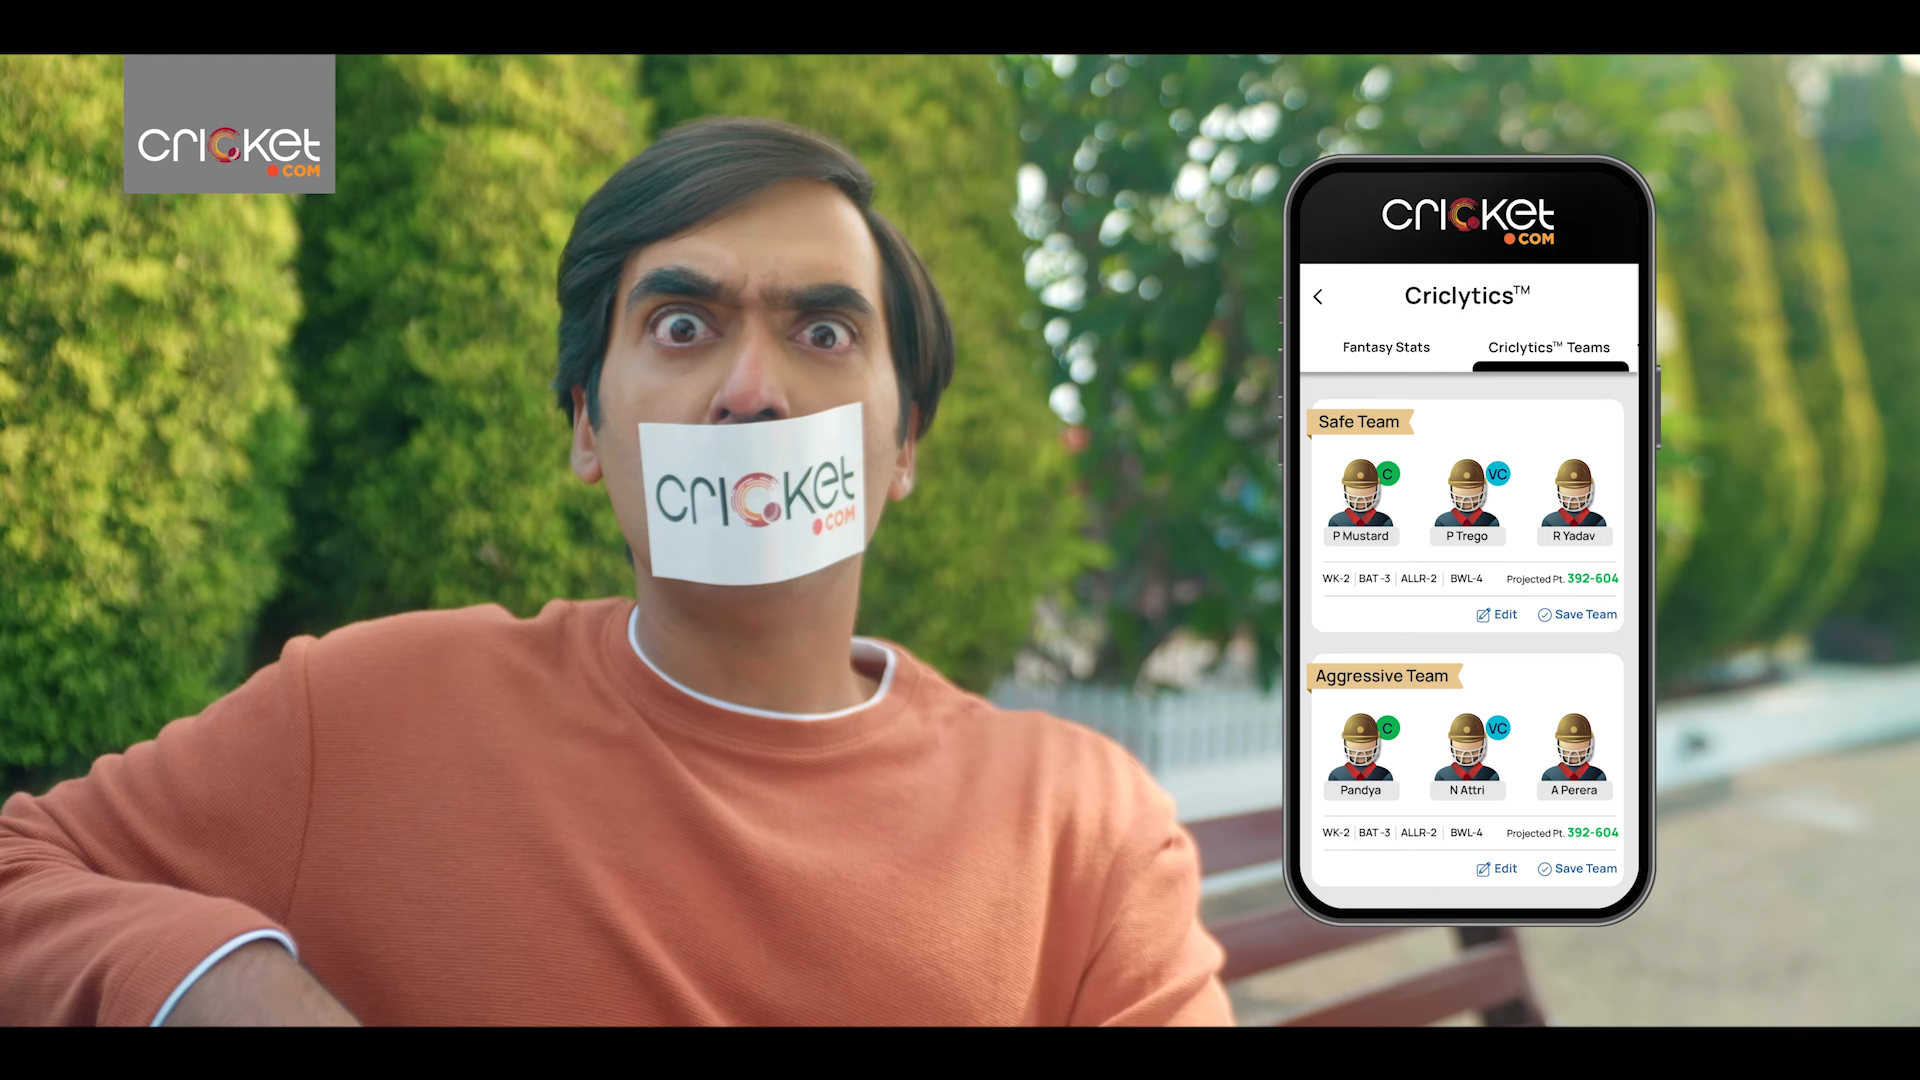 cricket
.COM
cricket
.COM
cricket
.COM
Criclytics™
Fantasy Stats
Criclytics™ Teams
Safe Team
C
VC
P Mustard
P Trego
R Yadav
WK-2 | BAT-3 | ALLR-2 | BWL-4 Projected Pt. 392-604
Edit
Save Team
Aggressive Team
C
VC
Pandya
N Attri
A Perera
WK-2 | BAT-3 | ALLR-2 | BWL-4 Projected Pt. 392-604
Edit
Save Team